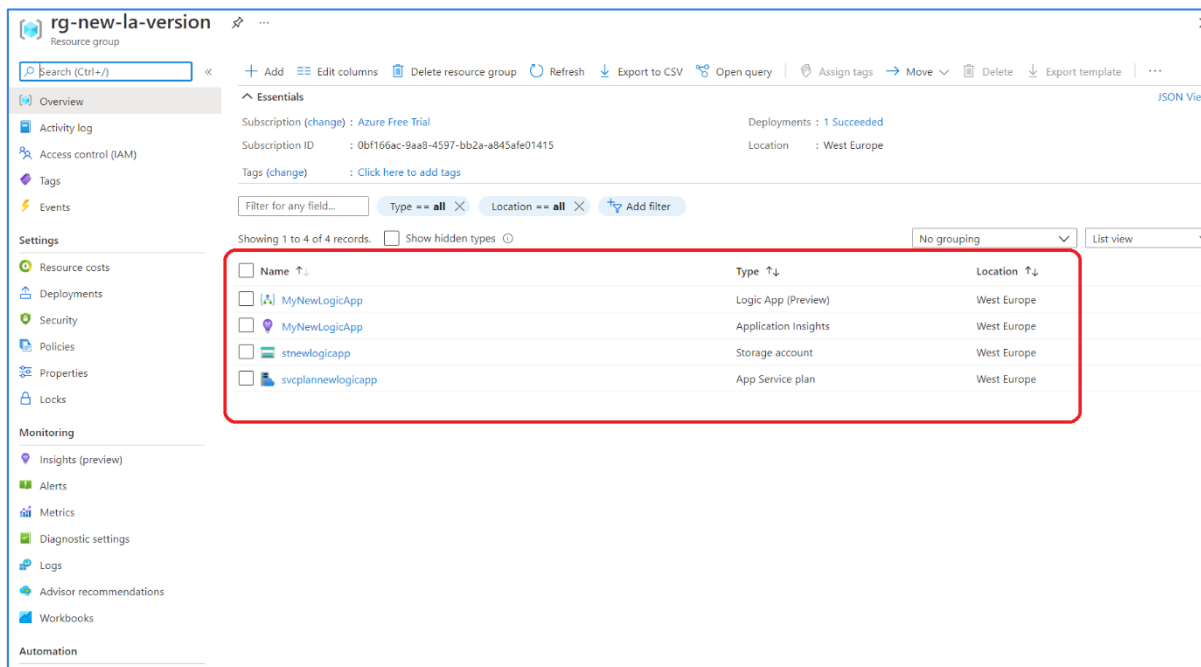 rg-new-la-version
Resource group
Search (Ctrl+/)
Overview
Activity log
Access control (IAM)
Tags
Events
Settings
Resource costs
Deployments
Security
Policies
Properties
Locks
Monitoring
Insights (preview)
Alerts
Metrics
Diagnostic settings
Logs
Advisor recommendations
Workbooks
Automation
Add Edit columns Delete resource group Refresh Export to CSV Open query Assign tags Move Delete Export template
Essentials JSON Vie
Subscription (change) : Azure Free Trial Deployments : 1 Succeeded
Subscription ID : 0bf166ac-9aa8-4597-bb2a-a845afe01415 Location : West Europe
Tags (change) : Click here to add tags
Filter for any field... Type == all Location == all Add filter
Showing 1 to 4 of 4 records. Show hidden types No grouping List view
Name Type Location
MyNewLogicApp Logic App (Preview) West Europe
MyNewLogicApp Application Insights West Europe
stnewlogicapp Storage account West Europe
svcplannewlogicapp App Service plan West Europe